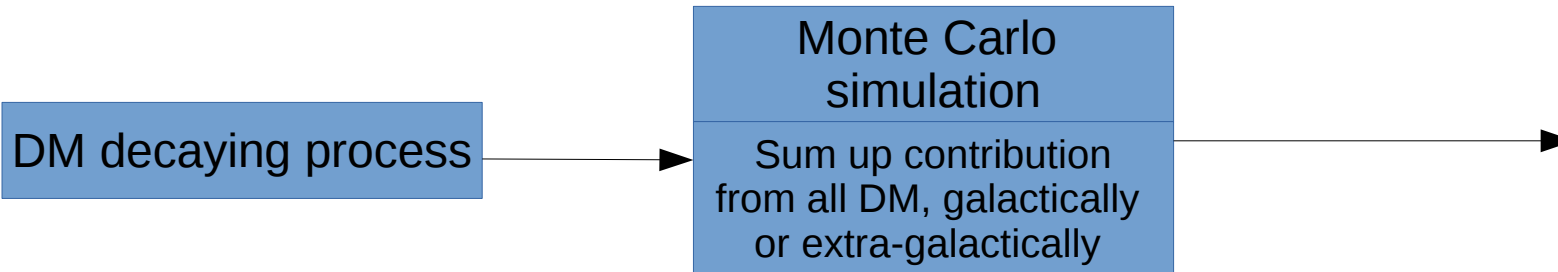 DM decaying process
Monte Carlo
simulation
Sum up contribution
from all DM, galactically
or extra-galactically